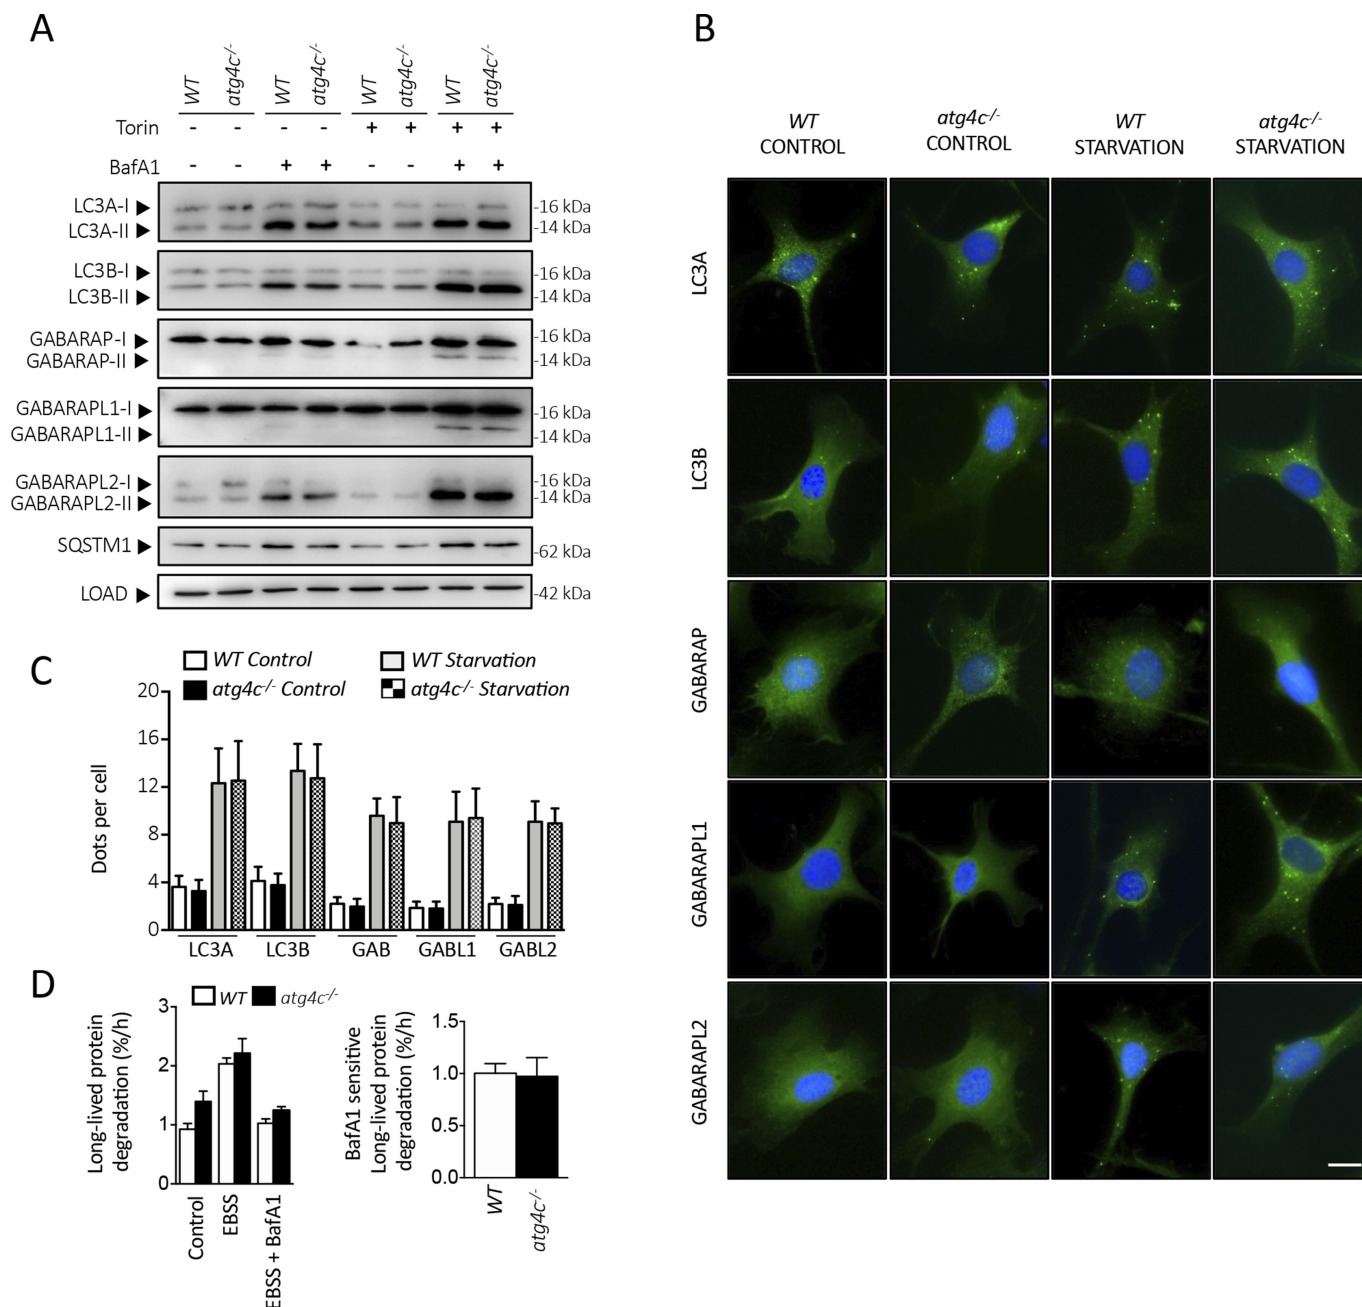 A
WT
atg4c-/-
WT
atg4c-/-
WT
atg4c-/-
WT
atg4c-/-
Torin - - - - + + + +
BafA1 - - + + - - + +
LC3A-I ▶ -16 kDa
LC3A-II ▶ -14 kDa
LC3B-I ▶ -16 kDa
LC3B-II ▶ -14 kDa
GABARAP-I ▶ -16 kDa
GABARAP-II ▶ -14 kDa
GABARAPL1-I ▶ -16 kDa
GABARAPL1-II ▶ -14 kDa
GABARAPL2-I ▶ -16 kDa
GABARAPL2-II ▶ -14 kDa
SQSTM1 ▶ -62 kDa
LOAD ▶ -42 kDa
B
WT
CONTROL
atg4c-/-
CONTROL
WT
STARVATION
atg4c-/-
STARVATION
LC3A
LC3B
GABARAP
GABARAPL1
GABARAPL2
C
WT Control
WT Starvation
atg4c-/- Control
atg4c-/- Starvation
Dots per cell
20
16
12
8
4
0
LC3A LC3B GAB GABL1 GABL2
D
WT atg4c-/-
Long-lived protein
degradation (%/h)
3
2
1
0
Control
EBSS
EBSS + BafA1
BafA1 sensitive
Long-lived protein
degradation (%/h)
1.5
1.0
0.5
0.0
WT
atg4c-/-